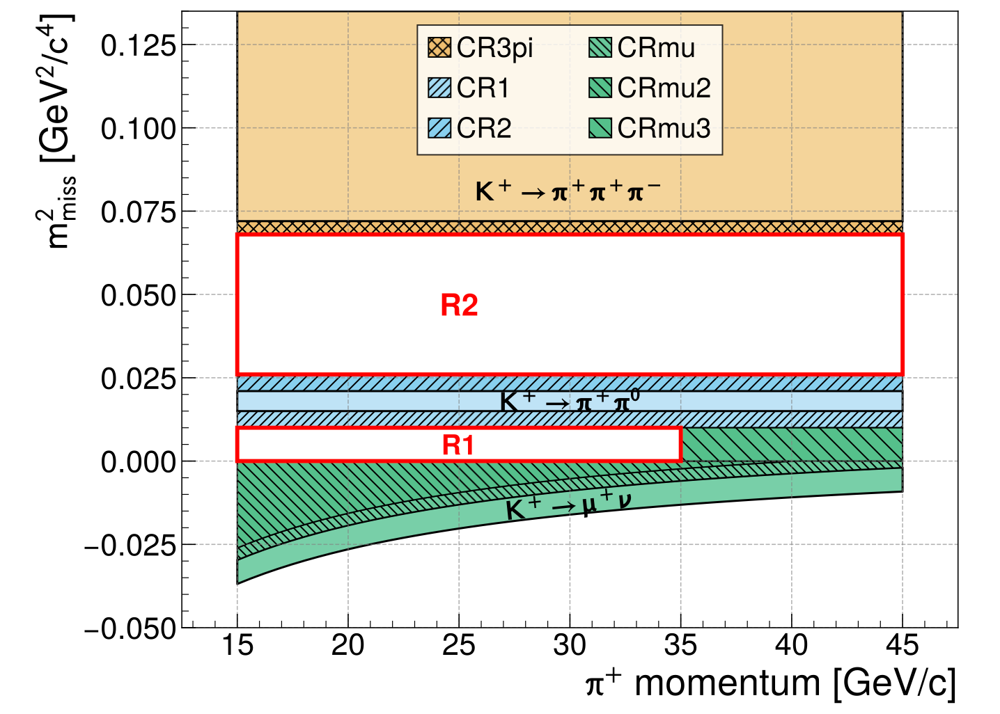 m²miss [GeV²/c⁴]
0.125
0.100
0.075
0.050
0.025
0.000
−0.025
−0.050
CR3pi
CR1
CR2
CRmu
CRmu2
CRmu3
K⁺→π⁺π⁺π⁻
R2
K⁺→π⁺π⁰
R1
K⁺→μ⁺ν
15 20 25 30 35 40 45
π⁺ momentum [GeV/c]